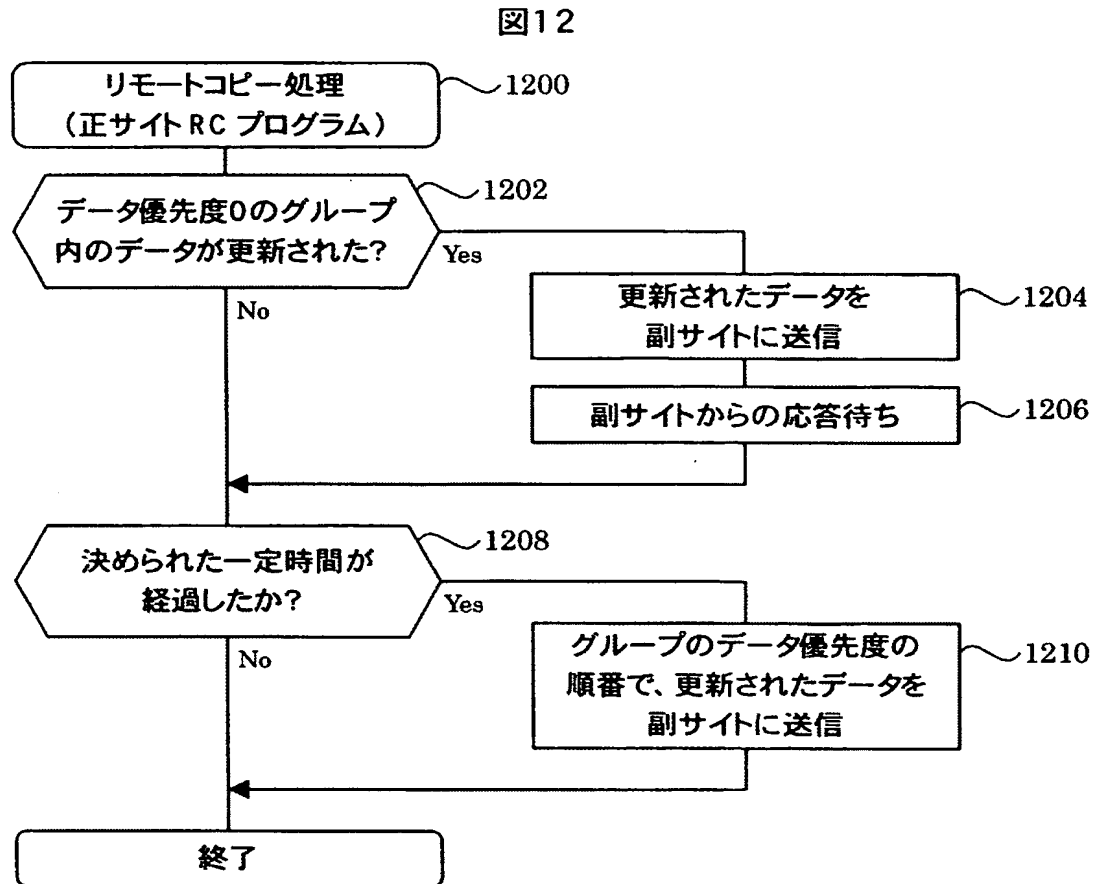 図12
リモートコピー処理
(正サイト RC プログラム)
1200
データ優先度0のグループ
内のデータが更新された?
1202
Yes
No
更新されたデータを
副サイトに送信
1204
副サイトからの応答待ち
1206
決められた一定時間が
経過したか?
1208
Yes
No
グループのデータ優先度の
順番で、更新されたデータを
副サイトに送信
1210
終了